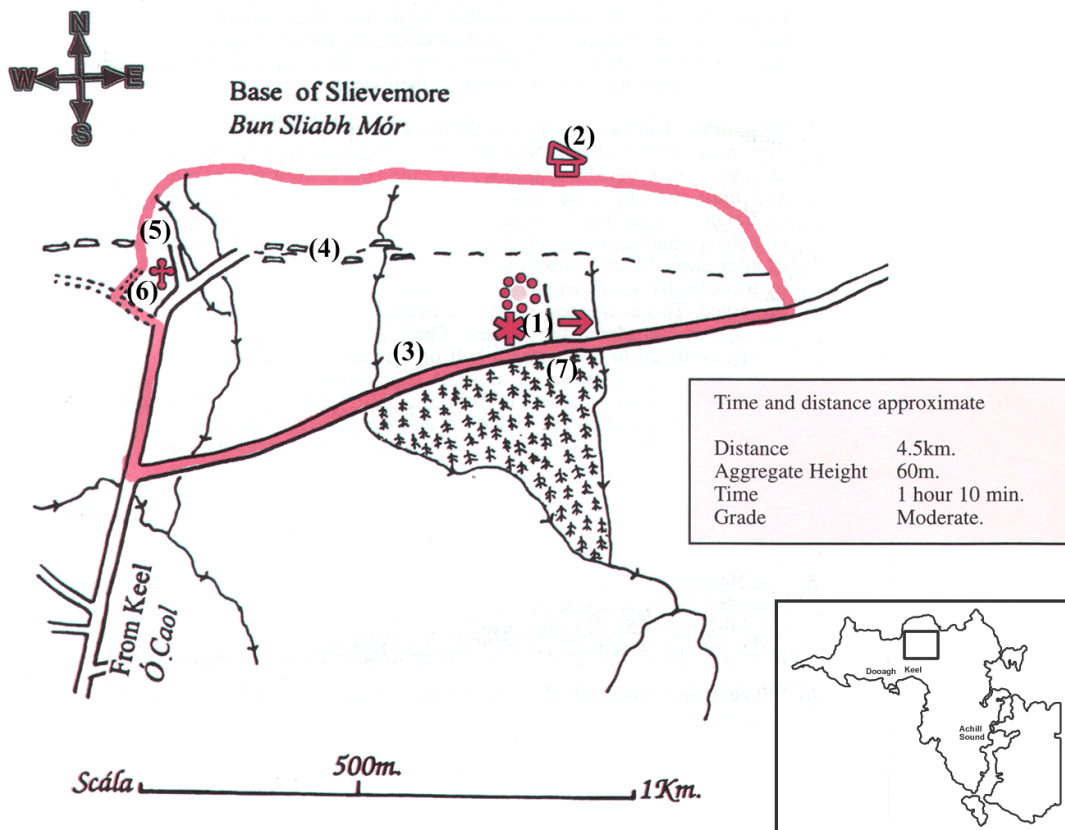 N
W E
S
Base of Slievemore
Bun Sliabh Mór
(2)
(5)
(4)
(6)
(1)
(3)
(7)
Time and distance approximate
Distance 4.5km.
Aggregate Height 60m.
Time 1 hour 10 min.
Grade Moderate.
From Keel
Ó Caol
Dooagh Keel
Achill
Sound
500m.
Scála 1Km.